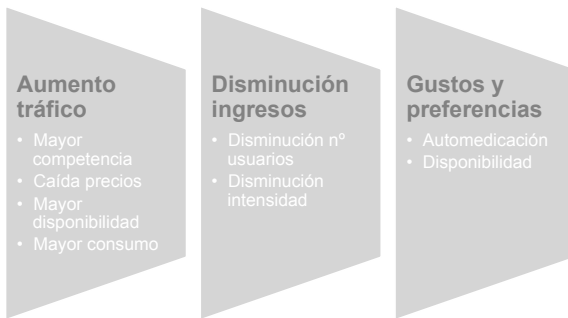 Aumento
tráfico
• Mayor
competencia
• Caída precios
• Mayor
disponibilidad
• Mayor consumo
Disminución
ingresos
• Disminución nº
usuarios
• Disminución
intensidad
Gustos y
preferencias
• Automedicación
• Disponibilidad